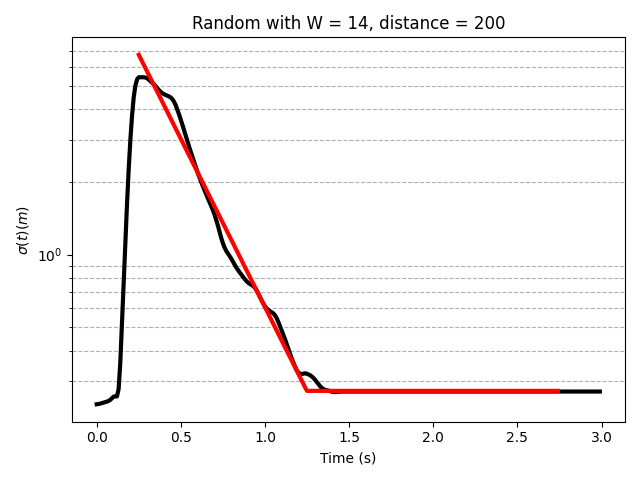 Random with W = 14, distance = 200
σ(t)(m)
10⁰
0.0 0.5 1.0 1.5 2.0 2.5 3.0
Time (s)